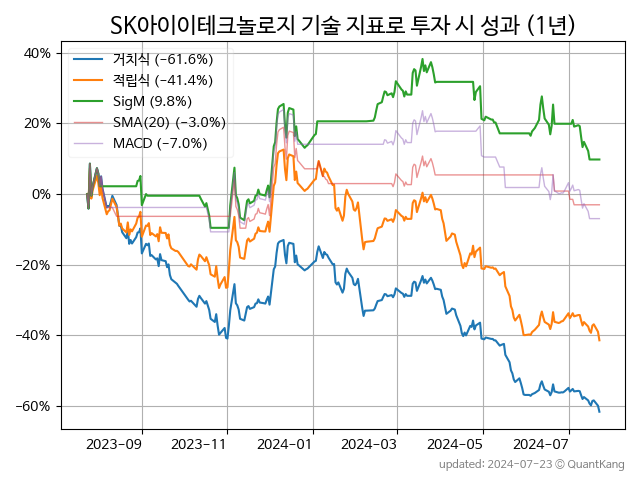 SK아이이테크놀로지 기술 지표로 투자 시 성과 (1년)
40%
20%
0%
−20%
−40%
−60%
거치식 (−61.6%)
적립식 (−41.4%)
SigM (9.8%)
SMA(20) (−3.0%)
MACD (−7.0%)
2023−09
2023−11
2024−01
2024−03
2024−05
2024−07
updated: 2024−07−23 © QuantKang